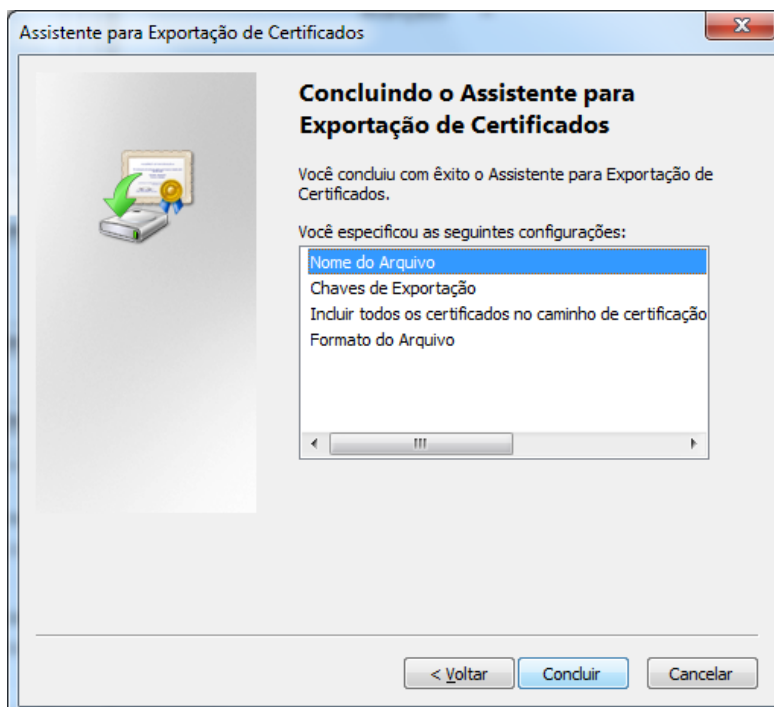 Assistente para Exportação de Certificados
Concluindo o Assistente para
Exportação de Certificados
Você concluiu com êxito o Assistente para Exportação de
Certificados.
Você especificou as seguintes configurações:
Nome do Arquivo
Chaves de Exportação
Incluir todos os certificados no caminho de certificação
Formato do Arquivo
< Voltar
Concluir
Cancelar